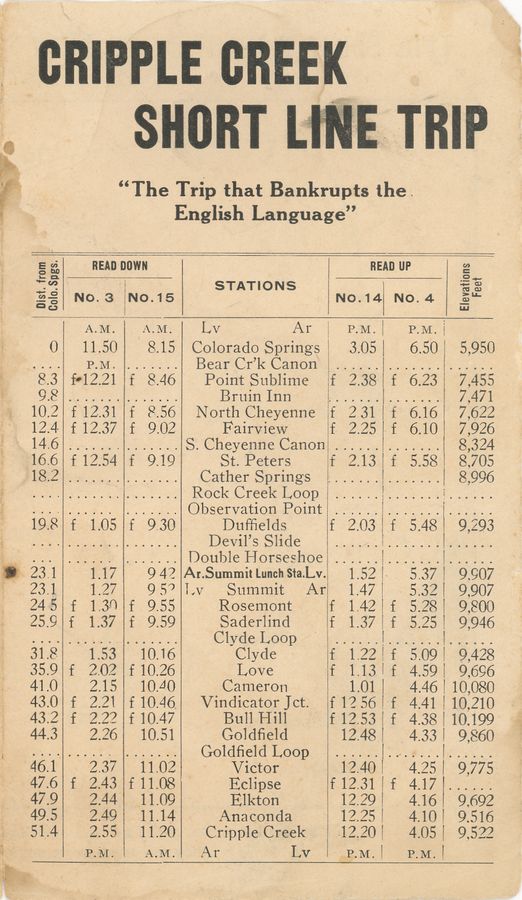 CRIPPLE CREEK
SHORT LINE TRIP
"The Trip that Bankrupts the
English Language"
Dist. from Colo. Spgs. READ DOWN STATIONS READ UP Elevations Feet
No. 3 No. 15 No. 14 No. 4
A.M. A.M. Lv Ar P.M. P.M.
0 11.50 8.15 Colorado Springs 3.05 6.50 5,950
.... P.M. ...... Bear Cr'k Canon ...... ...... ......
8.3 f 12.21 f 8.46 Point Sublime f 2.38 f 6.23 7,455
9.8 ...... ...... Bruin Inn ...... ...... 7,471
10.2 f 12.31 f 8.56 North Cheyenne f 2.31 f 6.16 7,622
12.4 f 12.37 f 9.02 Fairview f 2.25 f 6.10 7,926
14.6 ...... ...... S. Cheyenne Canon ...... ...... 8,324
16.6 f 12.54 f 9.19 St. Peters f 2.13 f 5.58 8,705
18.2 ...... ...... Cather Springs ...... ...... 8,996
.... ...... ...... Rock Creek Loop ...... ...... ......
.... ...... ...... Observation Point ...... ...... ......
19.8 f 1.05 f 9.30 Duffields f 2.03 f 5.48 9,293
.... ...... ...... Devil's Slide ...... ...... ......
.... ...... ...... Double Horseshoe ...... ...... ......
23.1 1.17 9 42 Ar. Summit Lunch Sta. Lv. 1.52 5.37 9,907
23.1 1.27 9 52 Lv Summit Ar 1.47 5.32 9,907
24 5 f 1.30 f 9.55 Rosemont f 1.42 f 5.28 9,800
25.9 f 1.37 f 9.59 Saderlind f 1.37 f 5.25 9,946
.... ...... ...... Clyde Loop ...... ...... ......
31.8 1.53 10.16 Clyde f 1.22 f 5.09 9,428
35.9 f 2.02 f 10.26 Love f 1.13 f 4.59 9,696
41.0 2.15 10.40 Cameron 1.01 4.46 10,080
43.0 f 2.21 f 10.46 Vindicator Jct. f 12 56 f 4.41 10,210
43.2 f 2.22 f 10.47 Bull Hill f 12.53 f 4.38 10,199
44.3 2.26 10.51 Goldfield 12.48 4.33 9,860
.... ...... ...... Goldfield Loop ...... ...... ......
46.1 2.37 11.02 Victor 12.40 4.25 9,775
47.6 f 2.43 f 11.08 Eclipse f 12.31 f 4.17 ......
47.9 2.44 11.09 Elkton 12.29 4.16 9,692
49.5 2.49 11.14 Anaconda 12.25 4.10 9.516
51.4 2.55 11.20 Cripple Creek 12.20 4.05 9,522
P.M. A.M. Ar Lv P.M. P.M.